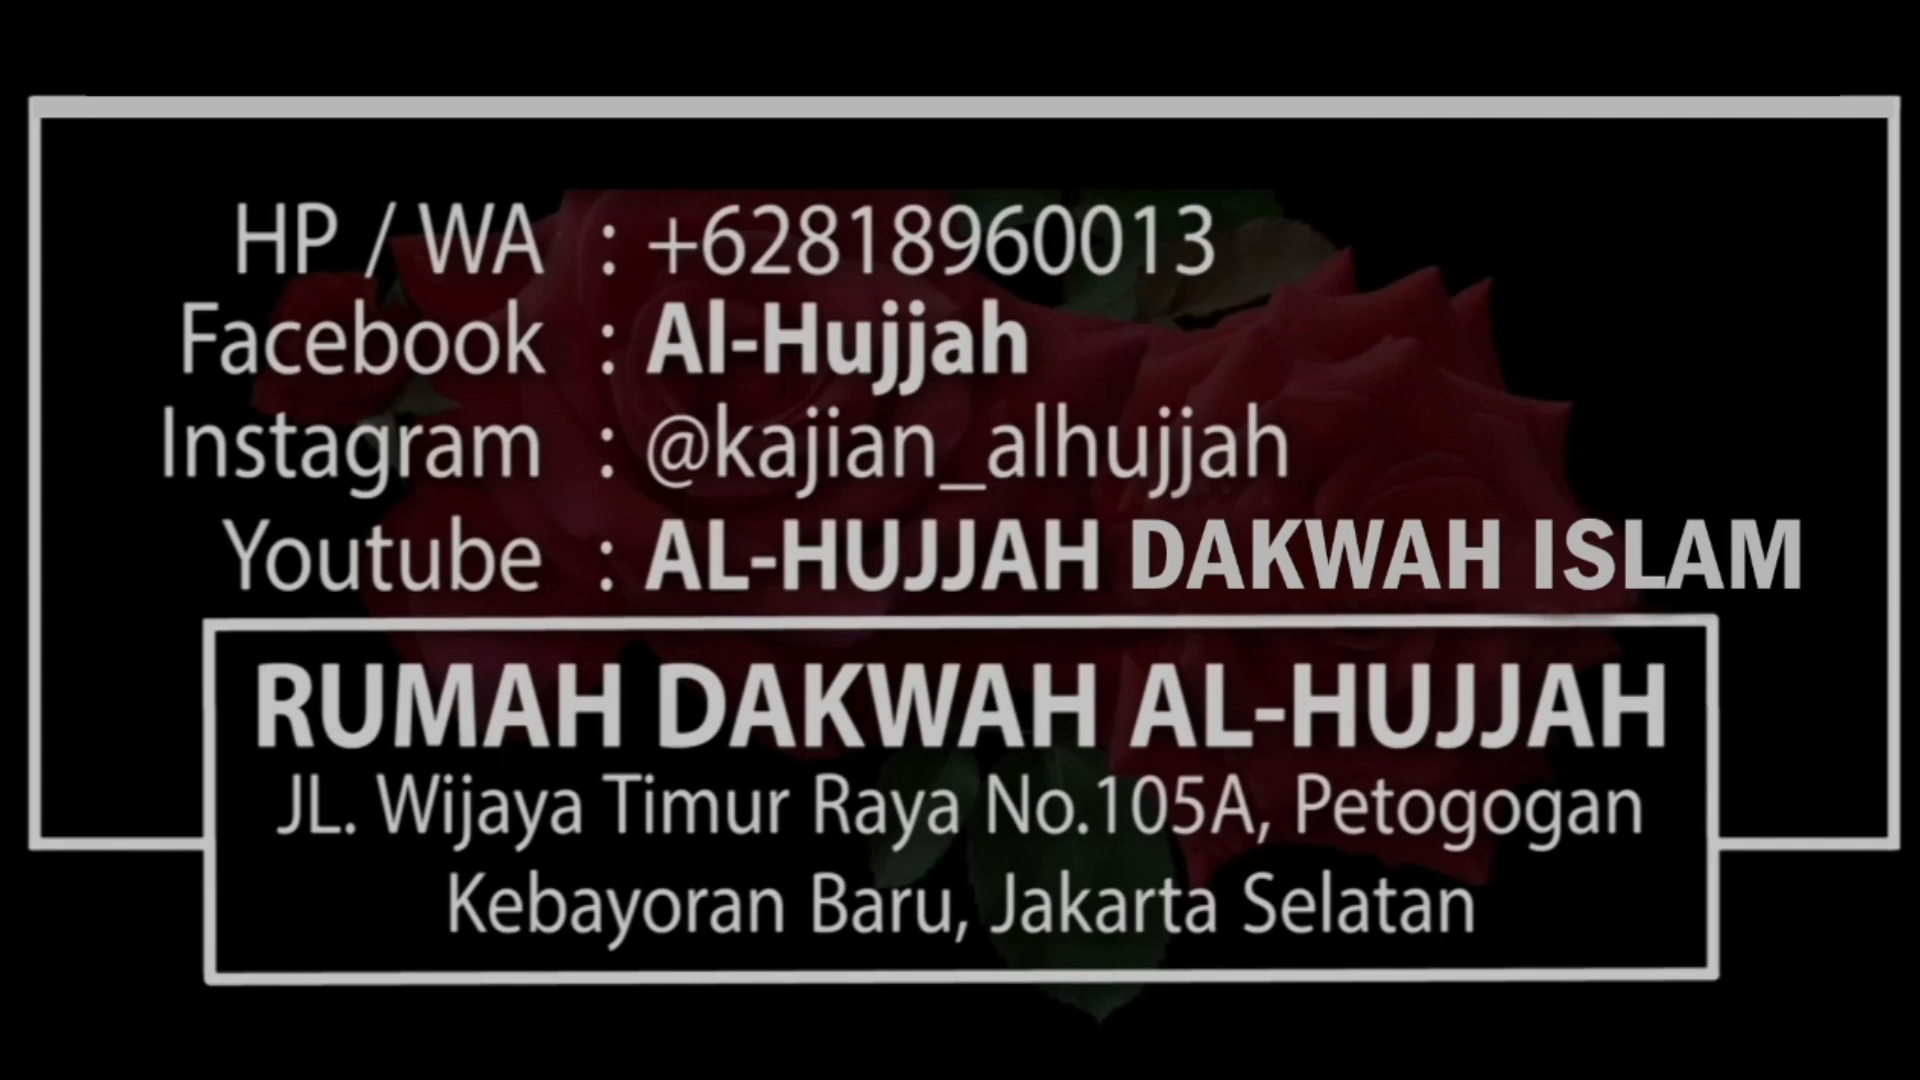 HP / WA : +62818960013
Facebook : Al-Hujjah
Instagram : @kajian_alhujjah
Youtube : AL-HUJJAH DAKWAH ISLAM
RUMAH DAKWAH AL-HUJJAH
JL. Wijaya Timur Raya No.105A, Petogogan
Kebayoran Baru, Jakarta Selatan